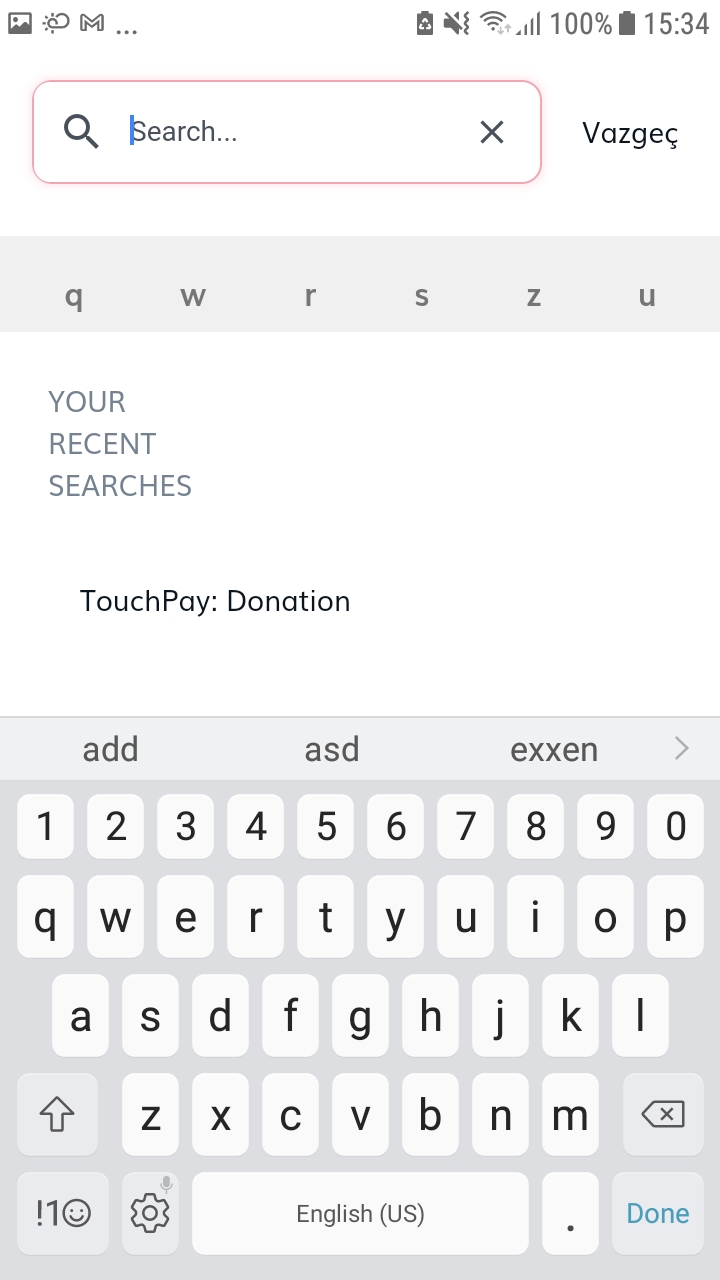 ... 100% 15:34
Search... Vazgeç
q w r s z u
YOUR
RECENT
SEARCHES
TouchPay: Donation
add asd exxen
1 2 3 4 5 6 7 8 9 0
q w e r t y u i o p
a s d f g h j k l
z x c v b n m
!1☺ English (US) . Done